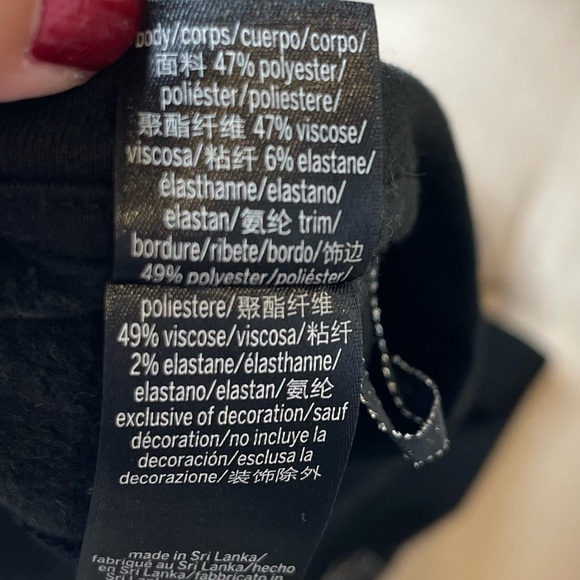 body/corps/cuerpo/corpo/
面料 47% polyester/
poliéster/poliestere/
聚酯纤维 47% viscose/
viscosa/粘纤 6% elastane/
élasthanne/elastano/
elastan/氨纶 trim/
bordure/ribete/bordo/饰边
49% polyester/poliéster/
poliestere/聚酯纤维
49% viscose/viscosa/粘纤
2% elastane/élasthanne/
elastano/elastan/氨纶
exclusive of decoration/sauf
décoration/no incluye la
decoración/esclusa la
decorazione/装饰除外
made in Sri Lanka/
fabriqué au Sri Lanka/hecho
en Sri Lanka/fabbricato in
Sri Lanka/